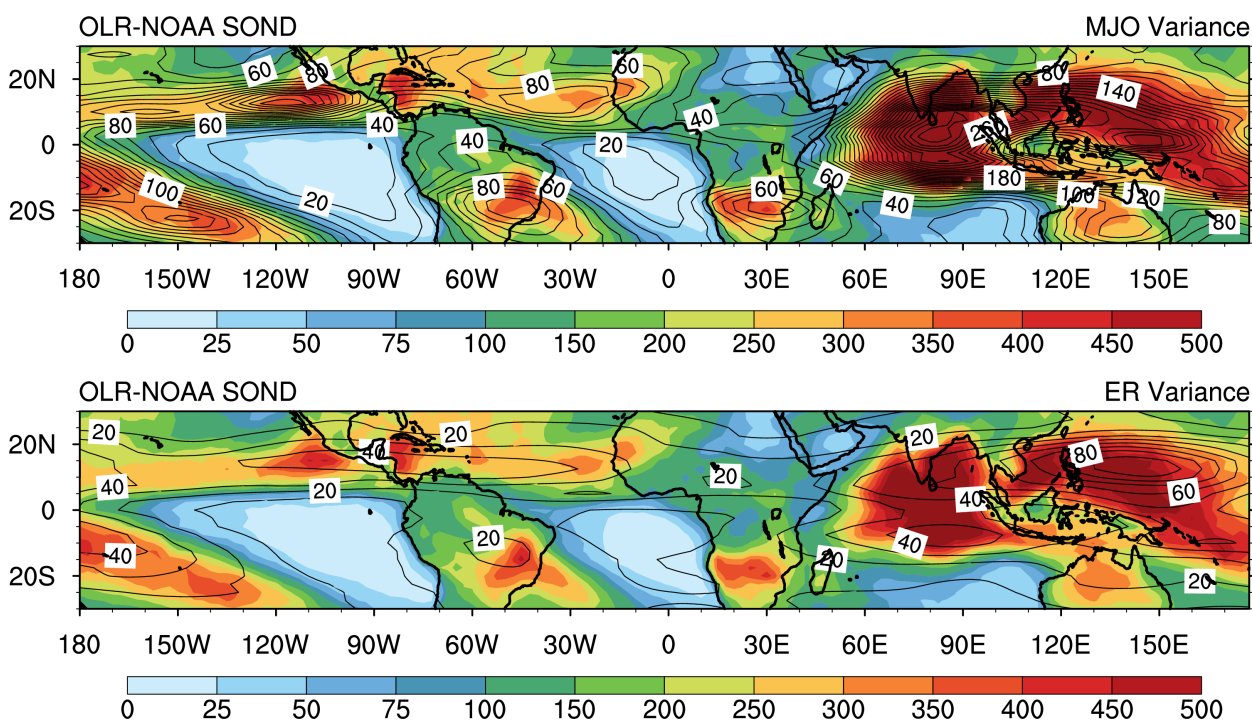 OLR-NOAA SOND MJO Variance
60 80 80 60 80 140
20N
80 60 40 40 20 40
0
180
100 80 60 60 60 100 120
20S
20 40 80
180 150W 120W 90W 60W 30W 0 30E 60E 90E 120E 150E
0 25 50 75 100 150 200 250 300 350 400 450 500
OLR-NOAA SOND ER Variance
20 20 20
20N
40 80
40 20 20 40 60
0
20 40
40 20 20
20S
180 150W 120W 90W 60W 30W 0 30E 60E 90E 120E 150E
0 25 50 75 100 150 200 250 300 350 400 450 500